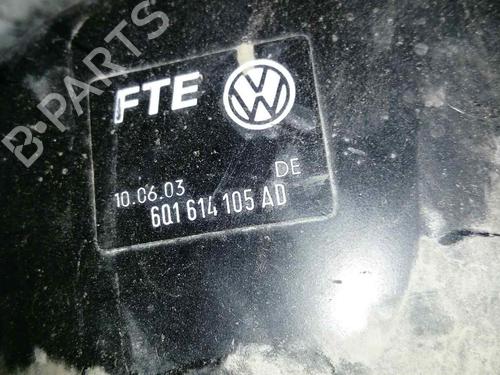 B-PARTS
FTE
DE
10.06.03
6Q1 614 105 AD